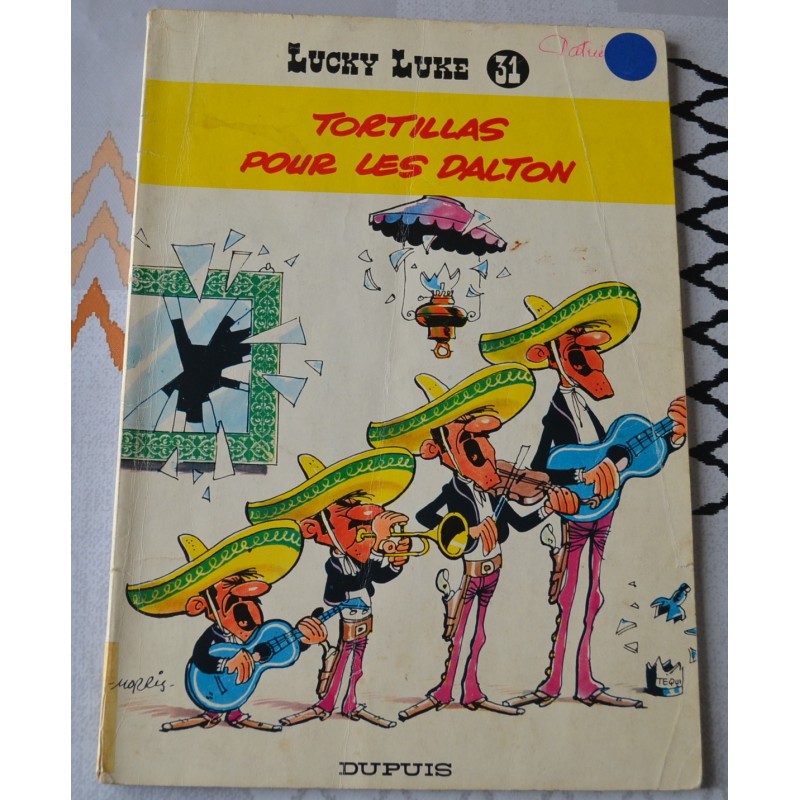 LUCKY LUKE 31
TORTILLAS
POUR LES DALTON
-MORRIS-
TEQUI
DUPUIS